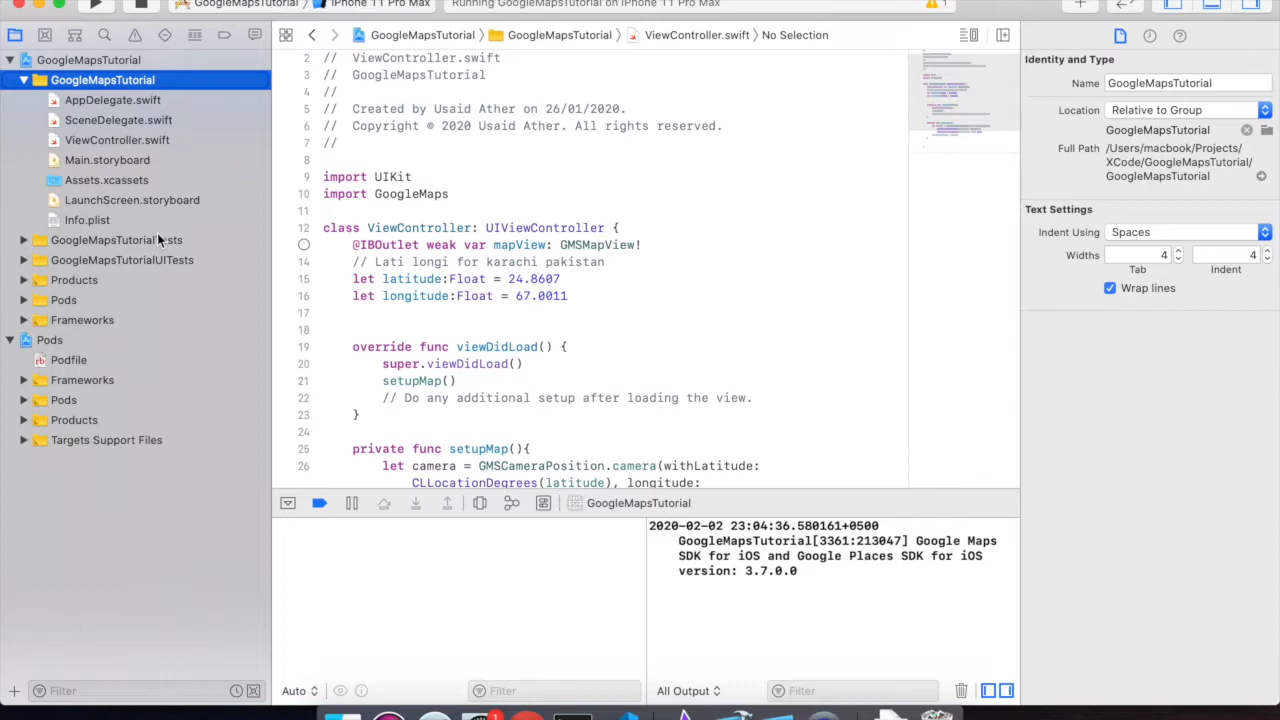 GoogleMapsTutorial
iPhone 11 Pro Max
Running GoogleMapsTutorial on iPhone 11 Pro Max
1
GoogleMapsTutorial
GoogleMapsTutorial
AppDelegate.swift
SceneDelegate.swift
ViewController.swift
Main.storyboard
Assets.xcassets
LaunchScreen.storyboard
Info.plist
GoogleMapsTutorialTests
GoogleMapsTutorialUITests
Products
Pods
Frameworks
Pods
Podfile
Frameworks
Pods
Products
Targets Support Files
Filter
GoogleMapsTutorial
GoogleMapsTutorial
ViewController.swift
No Selection
2 // ViewController.swift
3 // GoogleMapsTutorial
4 //
5 // Created by Usaid Ather on 26/01/2020.
6 // Copyright © 2020 Usaid Ather. All rights reserved.
7 //
8
9 import UIKit
10 import GoogleMaps
11
12 class ViewController: UIViewController {
@IBOutlet weak var mapView: GMSMapView!
14 // Lati longi for karachi pakistan
15 let latitude:Float = 24.8607
16 let longitude:Float = 67.0011
17
18
19 override func viewDidLoad() {
20 super.viewDidLoad()
21 setupMap()
22 // Do any additional setup after loading the view.
23 }
24
25 private func setupMap(){
26 let camera = GMSCameraPosition.camera(withLatitude:
CLLocationDegrees(latitude), longitude:
GoogleMapsTutorial
2020-02-02 23:04:36.580161+0500
GoogleMapsTutorial[3361:213047] Google Maps
SDK for iOS and Google Places SDK for iOS
version: 3.7.0.0
Auto
Filter
All Output
Filter
Identity and Type
Name GoogleMapsTutorial
Location Relative to Group
GoogleMapsTutorial
Full Path /Users/macbook/Projects/
XCode/GoogleMapsTutorial/
GoogleMapsTutorial
Text Settings
Indent Using Spaces
Widths 4 4
Tab Indent
Wrap lines
1